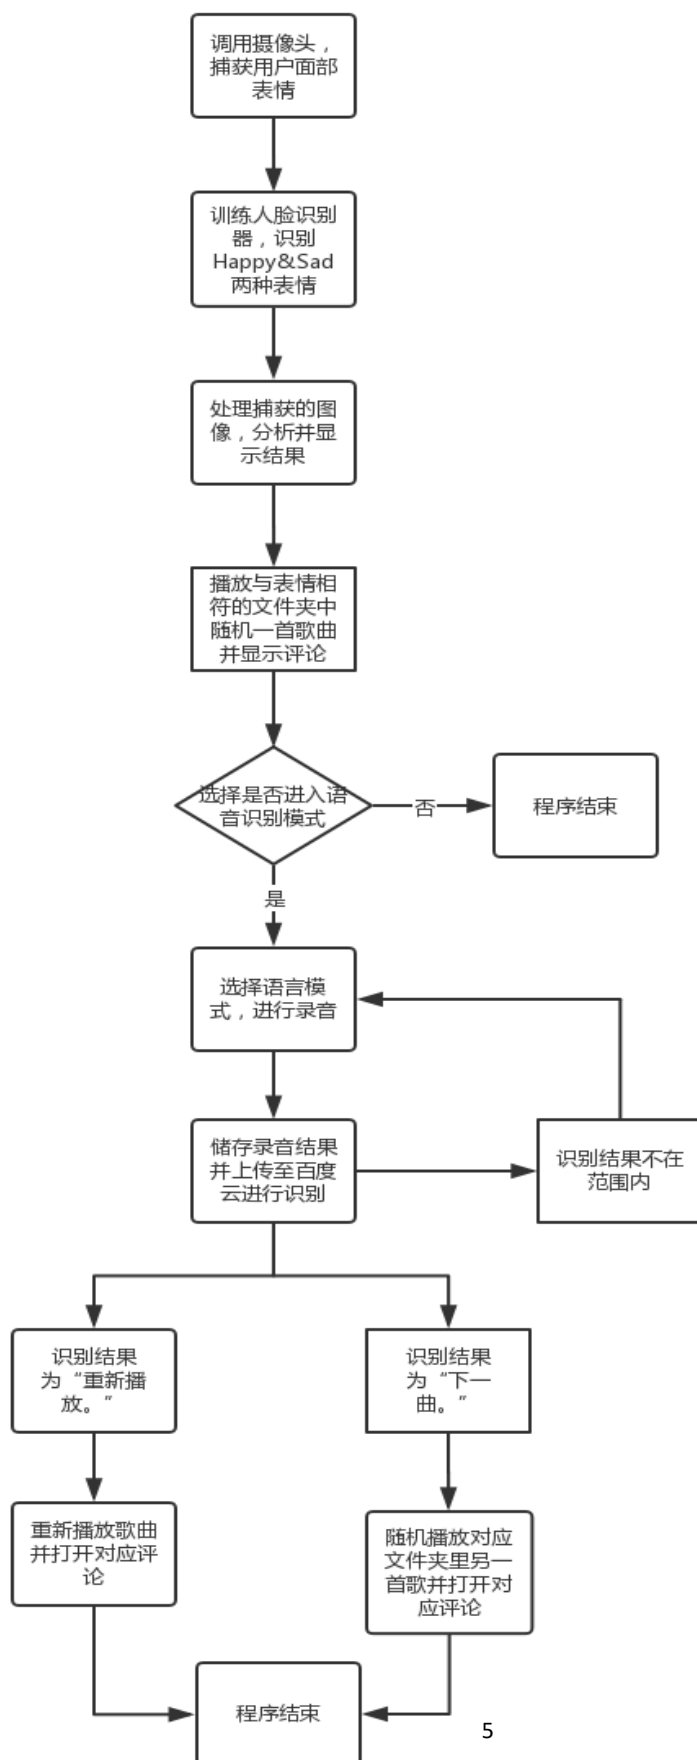 调用摄像头，
捕获用户面部
表情
训练人脸识别
器，识别
Happy&Sad
两种表情
处理捕获的图
像，分析并显
示结果
播放与表情相
符的文件夹中
随机一首歌曲
并显示评论
选择是否进入语
音识别模式
否
程序结束
是
选择语言模
式，进行录音
储存录音结果
并上传至百度
云进行识别
识别结果不在
范围内
识别结果
为“重新播
放。”
识别结果
为“下一
曲。”
重新播放歌曲
并打开对应评
论
随机播放对应
文件夹里另一
首歌并打开对
应评论
程序结束
5